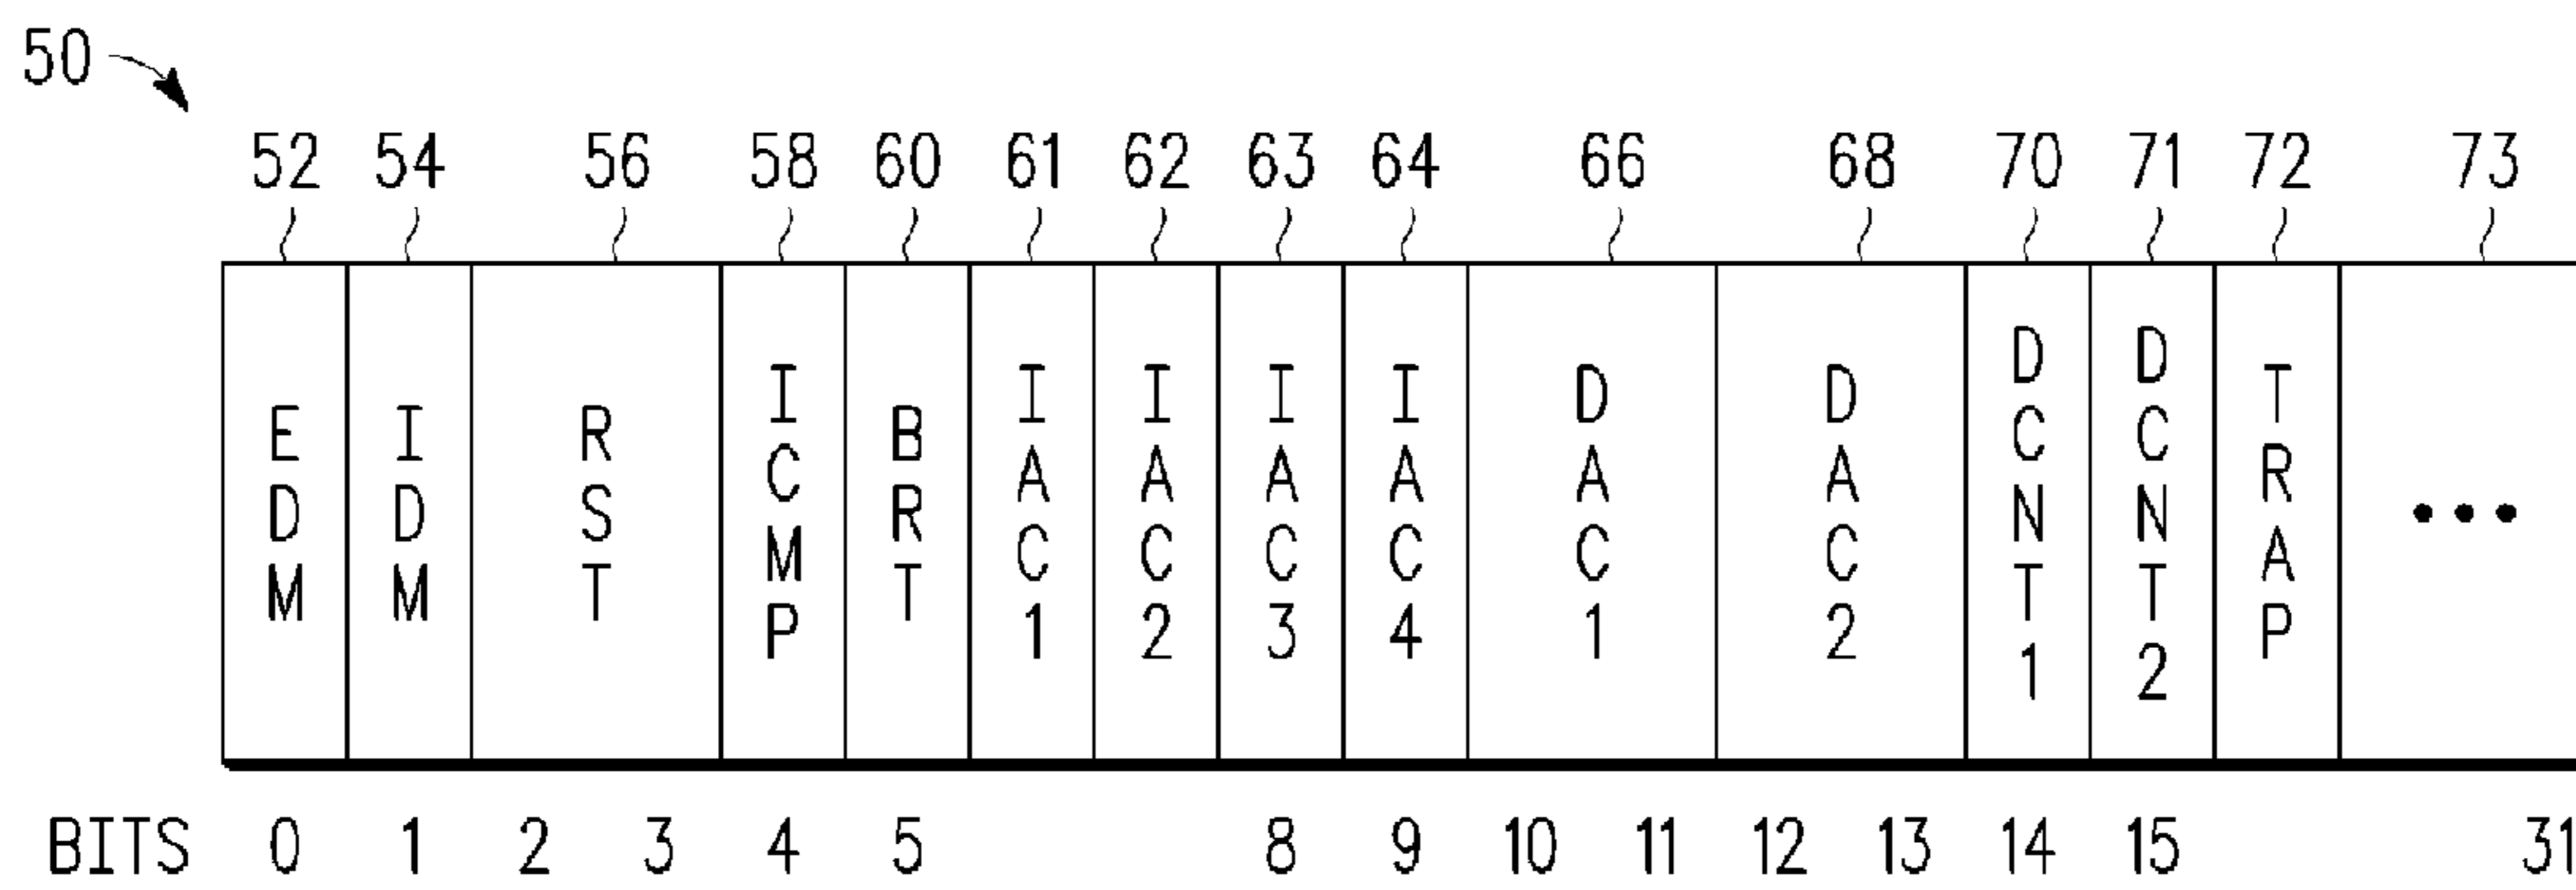 50
52 54 56 58 60 61 62 63 64 66 68 70 71 72 73
EDM IDM RST ICMP BRT IAC1 IAC2 IAC3 IAC4 DAC1 DAC2 DCNT1 DCNT2 TRAP •••
BITS 0 1 2 3 4 5 8 9 10 11 12 13 14 15 31